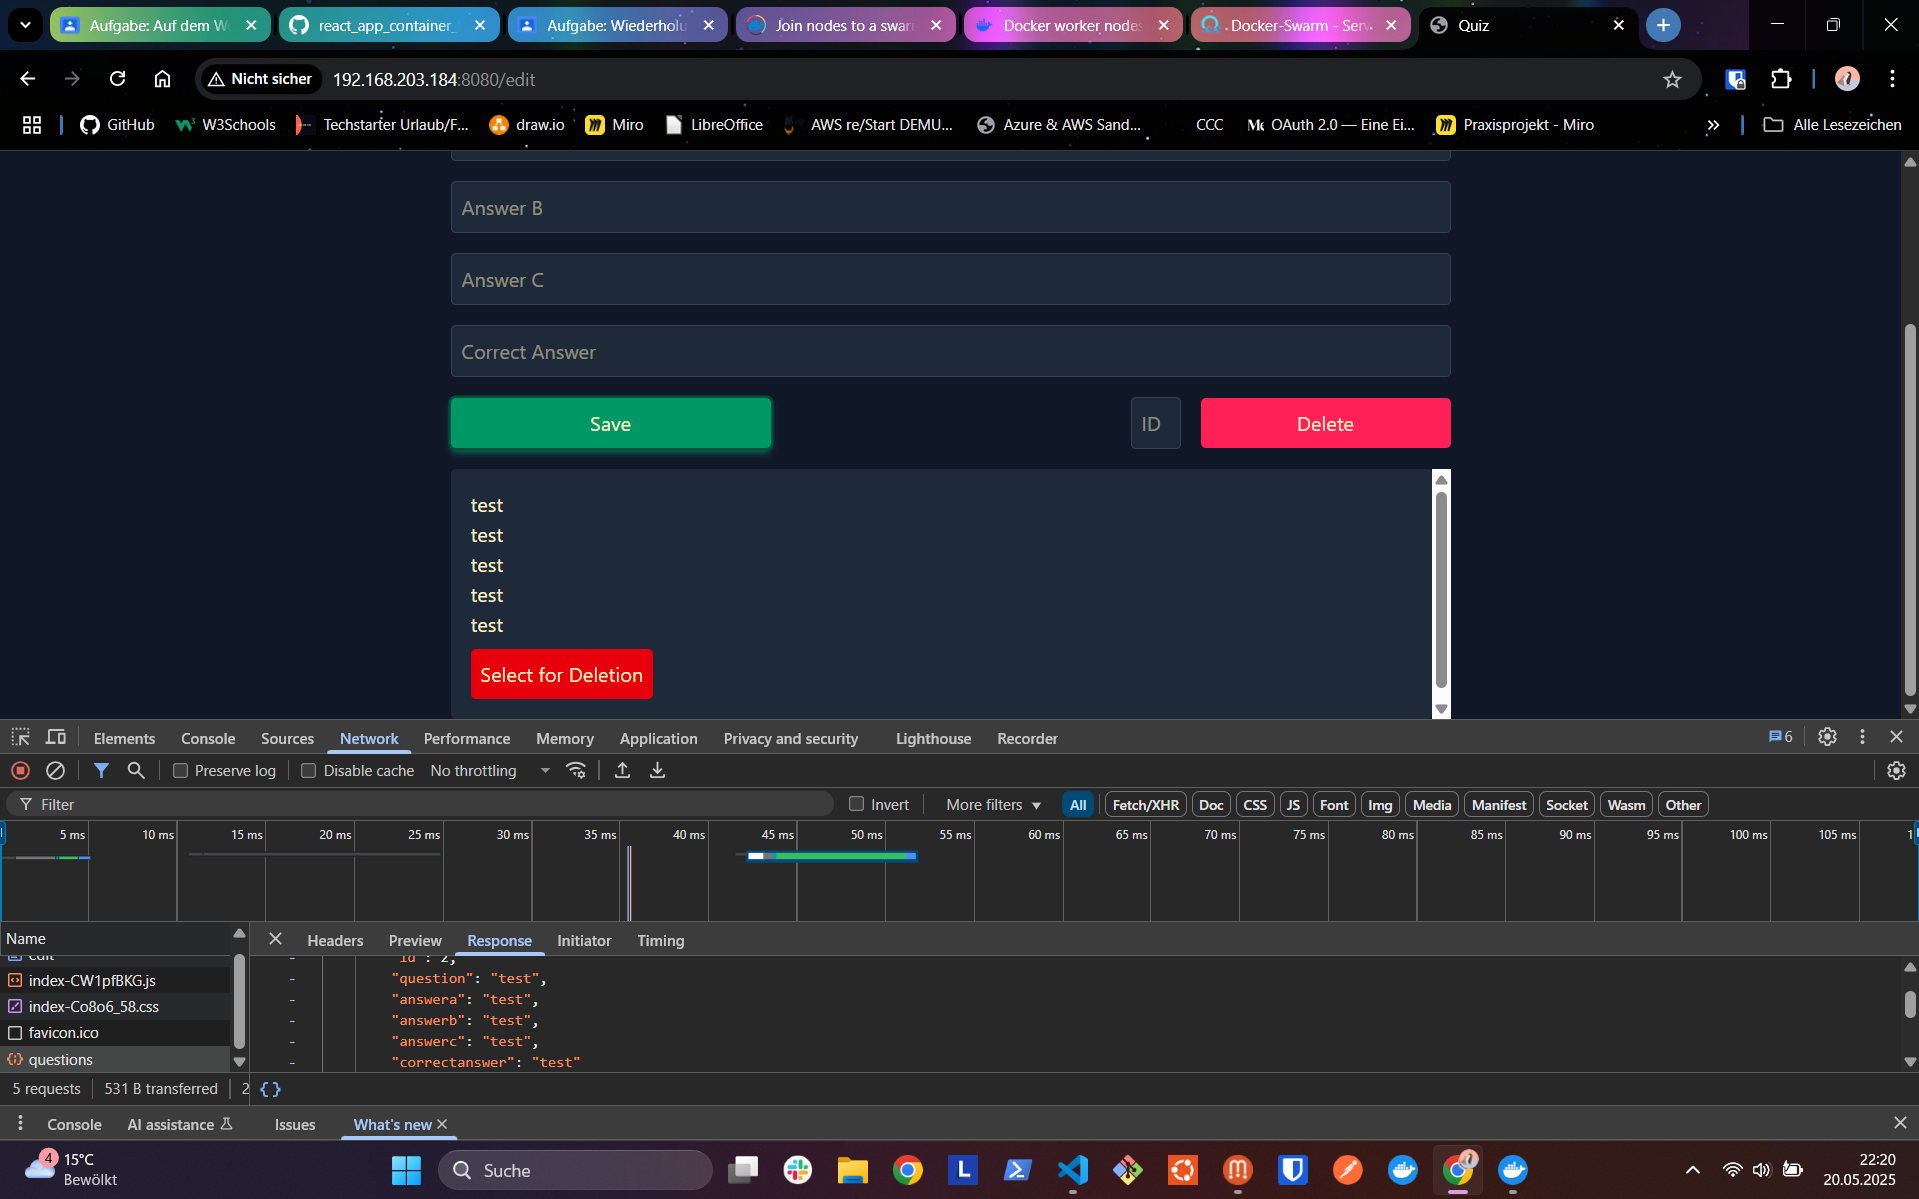 Aufgabe: Auf dem W
react_app_container_
Aufgabe: Wiederholu
Join nodes to a swar
Docker worker nodes
Docker-Swarm - Serv
Quiz
Nicht sicher
192.168.203.184:8080/edit
GitHub
W3Schools
Techstarter Urlaub/F...
draw.io
Miro
LibreOffice
AWS re/Start DEMU...
Azure & AWS Sand...
CCC
OAuth 2.0 — Eine Ei...
Praxisprojekt - Miro
Alle Lesezeichen
Answer B
Answer C
Correct Answer
Save
ID
Delete
test
test
test
test
test
Select for Deletion
Elements
Console
Sources
Network
Performance
Memory
Application
Privacy and security
Lighthouse
Recorder
6
Preserve log
Disable cache
No throttling
Filter
Invert
More filters
All
Fetch/XHR
Doc
CSS
JS
Font
Img
Media
Manifest
Socket
Wasm
Other
5 ms
10 ms
15 ms
20 ms
25 ms
30 ms
35 ms
40 ms
45 ms
50 ms
55 ms
60 ms
65 ms
70 ms
75 ms
80 ms
85 ms
90 ms
95 ms
100 ms
105 ms
Name
Headers
Preview
Response
Initiator
Timing
edit
index-CW1pfBKG.js
index-Co8o6_58.css
favicon.ico
questions
"id": 2,
"question": "test",
"answera": "test",
"answerb": "test",
"answerc": "test",
"correctanswer": "test"
5 requests
531 B transferred
2
{}
Console
AI assistance
Issues
What's new
4
15°C
Bewölkt
Suche
22:20
20.05.2025